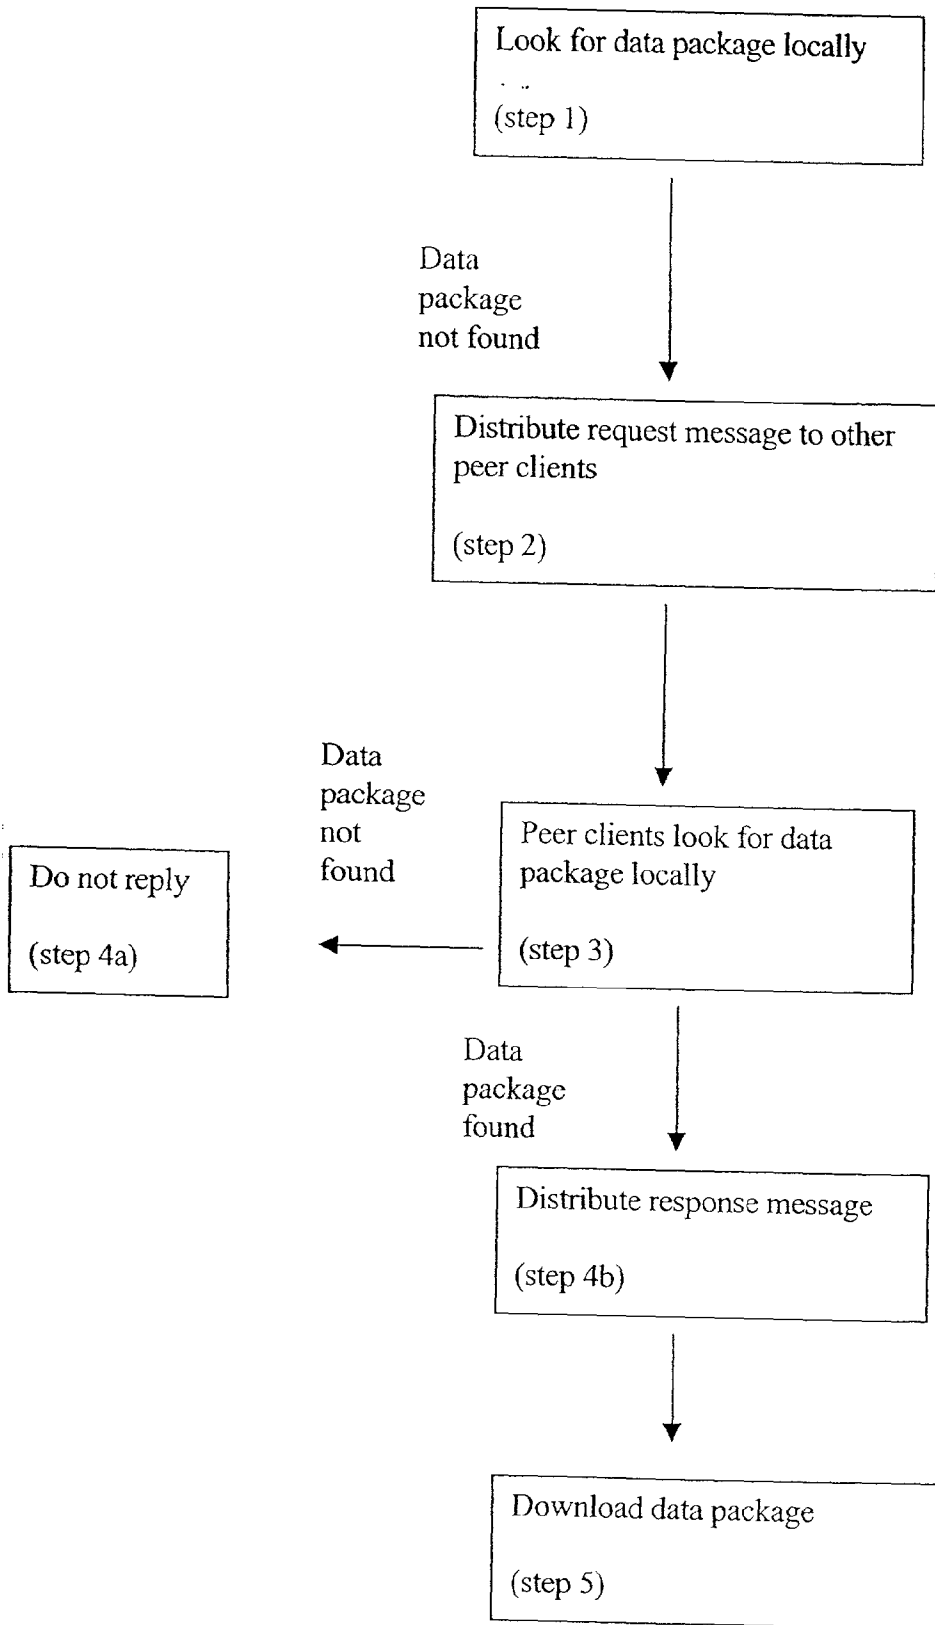 Look for data package locally
(step 1)
Data
package
not found
Distribute request message to other
peer clients
(step 2)
Data
package
not
found
Peer clients look for data
package locally
(step 3)
Do not reply
(step 4a)
Data
package
found
Distribute response message
(step 4b)
Download data package
(step 5)